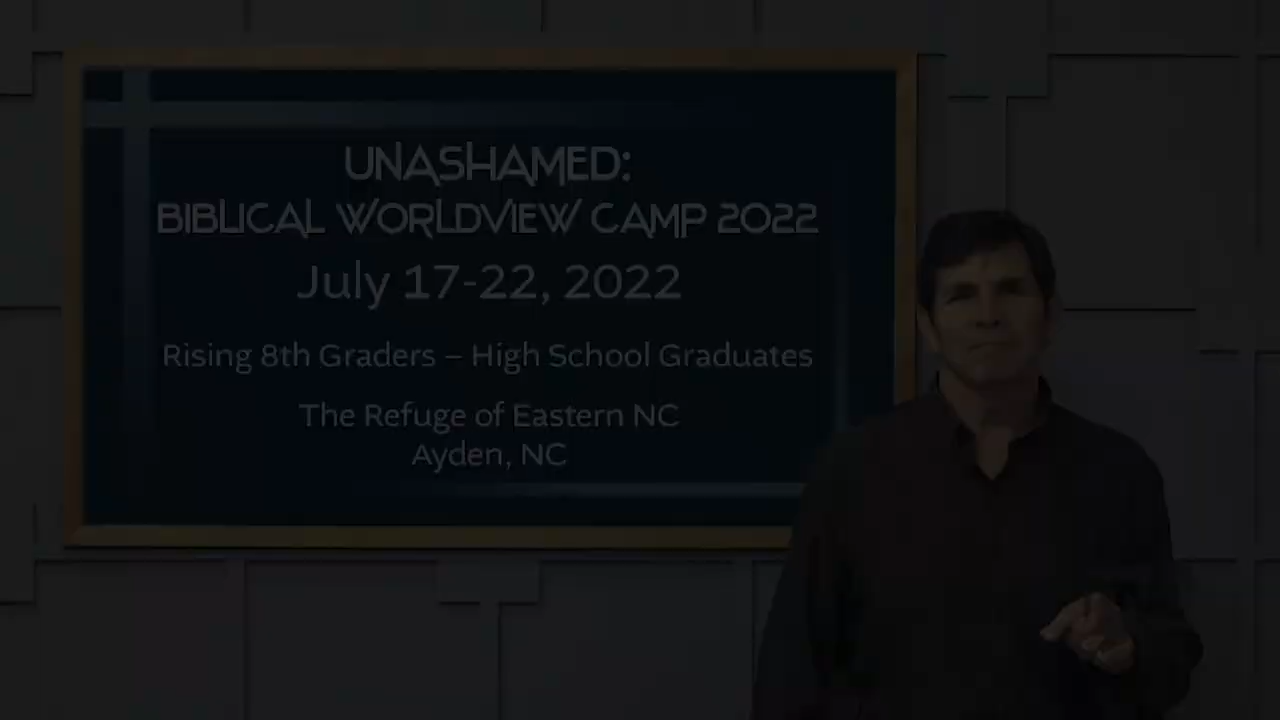 UNASHAMED:
BIBLICAL WORLDVIEW CAMP 2022
July 17-22, 2022
Rising 8th Graders – High School Graduates
The Refuge of Eastern NC
Ayden, NC